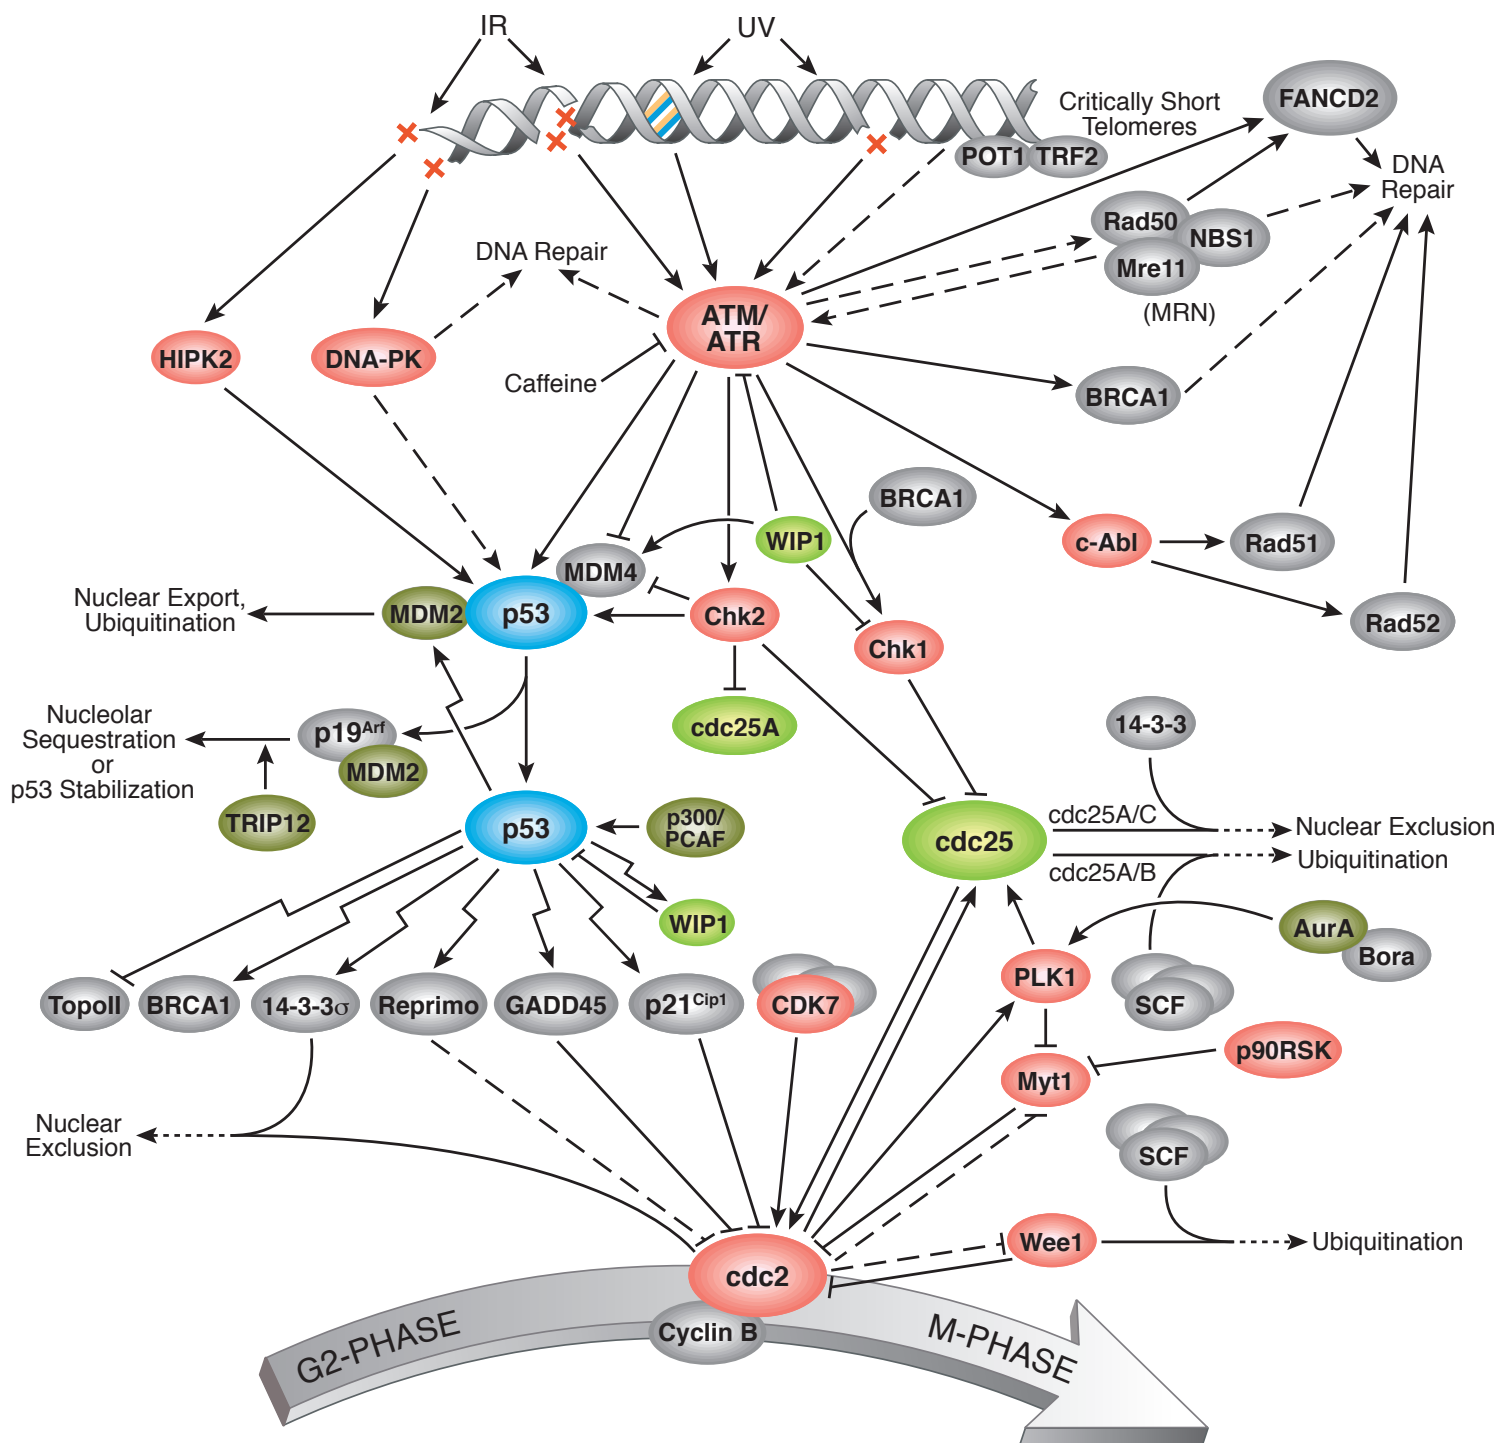 IR
UV
Critically Short
Telomeres
FANCD2
POT1
TRF2
DNA
Repair
Rad50
NBS1
Mre11
(MRN)
DNA Repair
ATM/
ATR
HIPK2
DNA-PK
Caffeine
BRCA1
BRCA1
WIP1
c-Abl
Rad51
MDM4
Nuclear Export,
Ubiquitination
MDM2
p53
Chk2
Chk1
Rad52
Nucleolar
Sequestration
or
p53 Stabilization
p19Arf
MDM2
cdc25A
14-3-3
TRIP12
p53
p300/
PCAF
cdc25
cdc25A/C
Nuclear Exclusion
cdc25A/B
Ubiquitination
WIP1
AurA
Bora
TopoII
BRCA1
14-3-3σ
Reprimo
GADD45
p21Cip1
CDK7
PLK1
SCF
Myt1
p90RSK
Nuclear
Exclusion
SCF
Wee1
Ubiquitination
cdc2
Cyclin B
G2-PHASE
M-PHASE